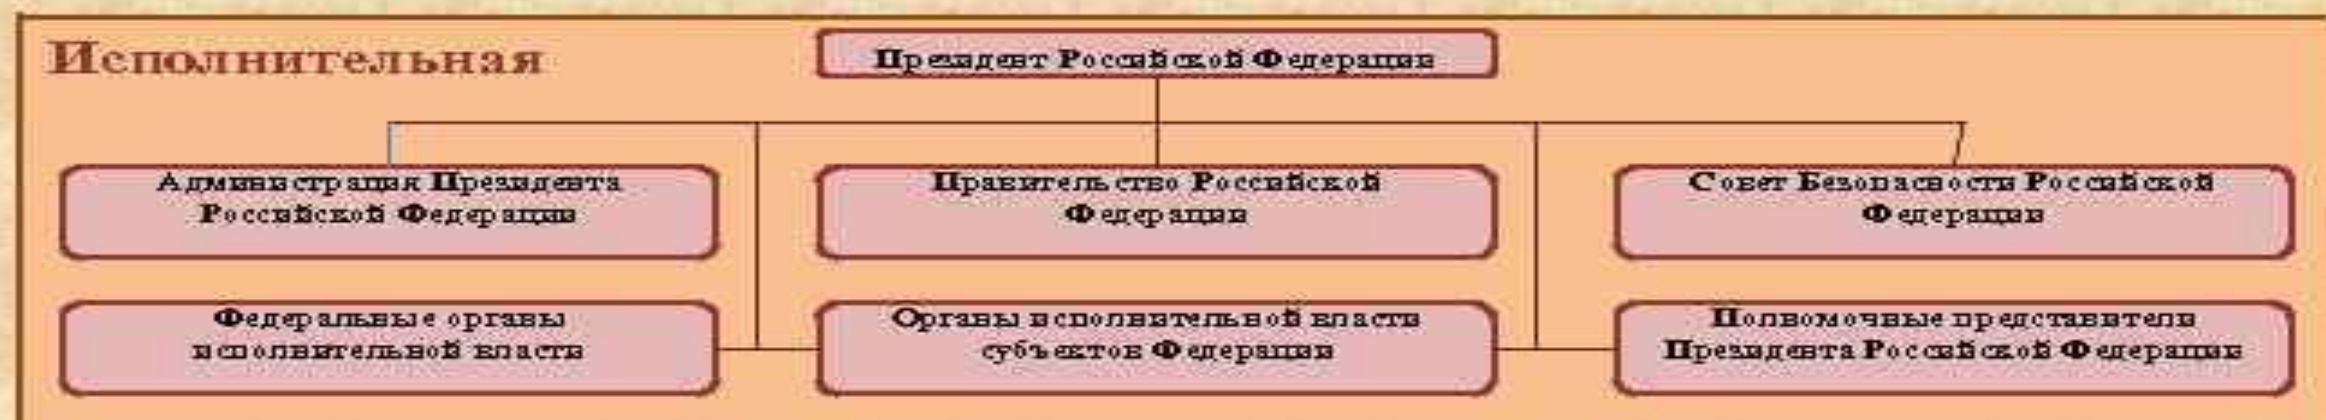 Исполнительная
Президент Российской Федерации
Администрация Президента
Российской Федерации
Правительство Российской
Федерации
Совет Безопасности Российской
Федерации
Федеральные органы
исполнительной власти
Органы исполнительной власти
субъектов Федерации
Полномочные представители
Президента Российской Федерации